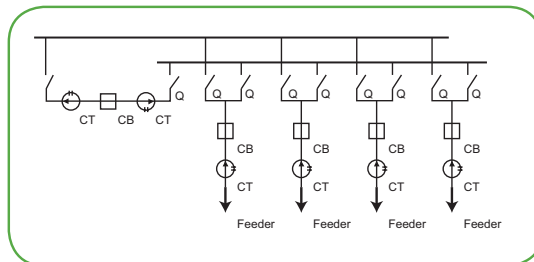 Q Q Q Q Q Q Q Q Q
CT CB CT
CB CB CB CB
CT CT CT CT
Feeder Feeder Feeder Feeder